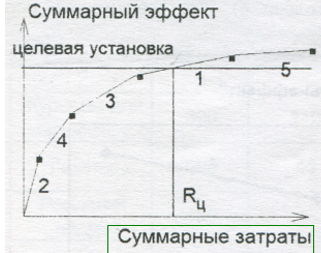 Суммарный эффект
целевая установка
1
5
3
4
2
Rц
Суммарные затраты